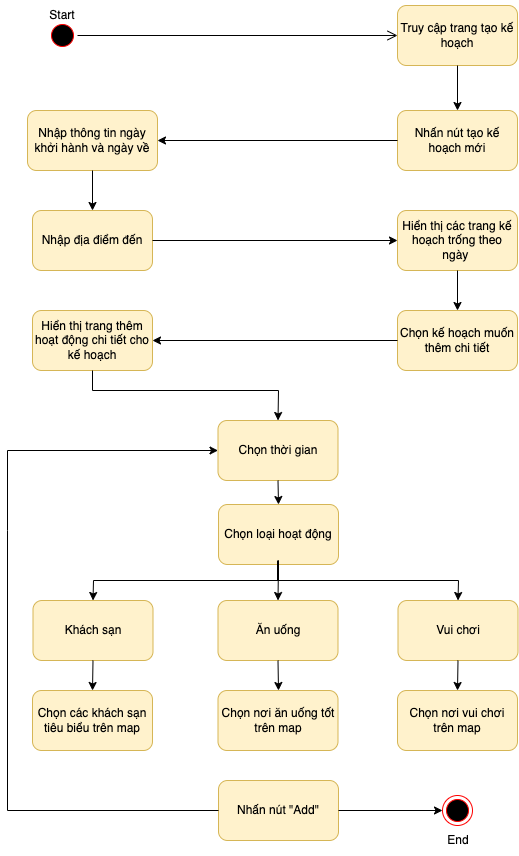 Start
Truy cập trang tạo kế
hoạch
Nhấn nút tạo kế
hoạch mới
Nhập thông tin ngày
khởi hành và ngày về
Nhập địa điểm đến
Hiển thị các trang kế
hoạch trống theo
ngày
Chọn kế hoạch muốn
thêm chi tiết
Hiển thị trang thêm
hoạt động chi tiết cho
kế hoạch
Chọn thời gian
Chọn loại hoạt động
Khách sạn
Ăn uống
Vui chơi
Chọn các khách sạn
tiêu biểu trên map
Chọn nơi ăn uống tốt
trên map
Chọn nơi vui chơi
trên map
Nhấn nút "Add"
End